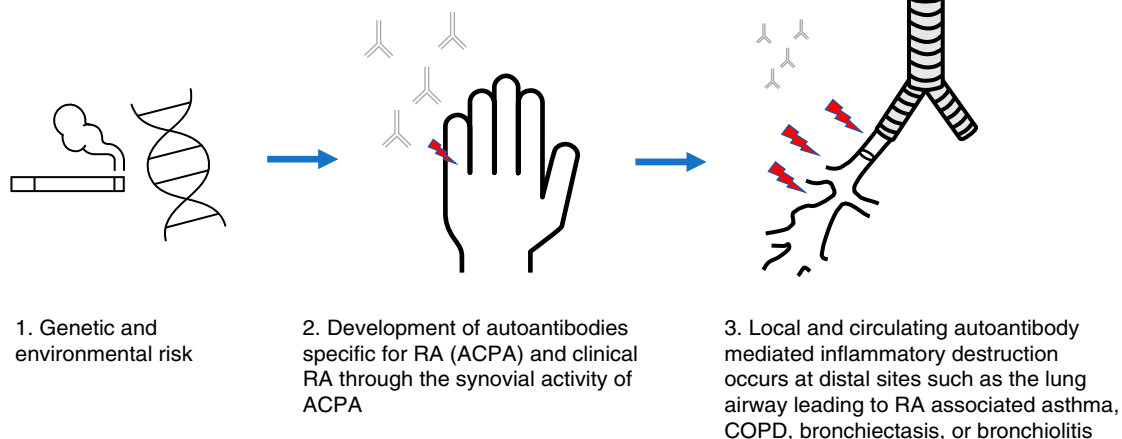 1. Genetic and
environmental risk
2. Development of autoantibodies
specific for RA (ACPA) and clinical
RA through the synovial activity of
ACPA
3. Local and circulating autoantibody
mediated inflammatory destruction
occurs at distal sites such as the lung
airway leading to RA associated asthma,
COPD, bronchiectasis, or bronchiolitis